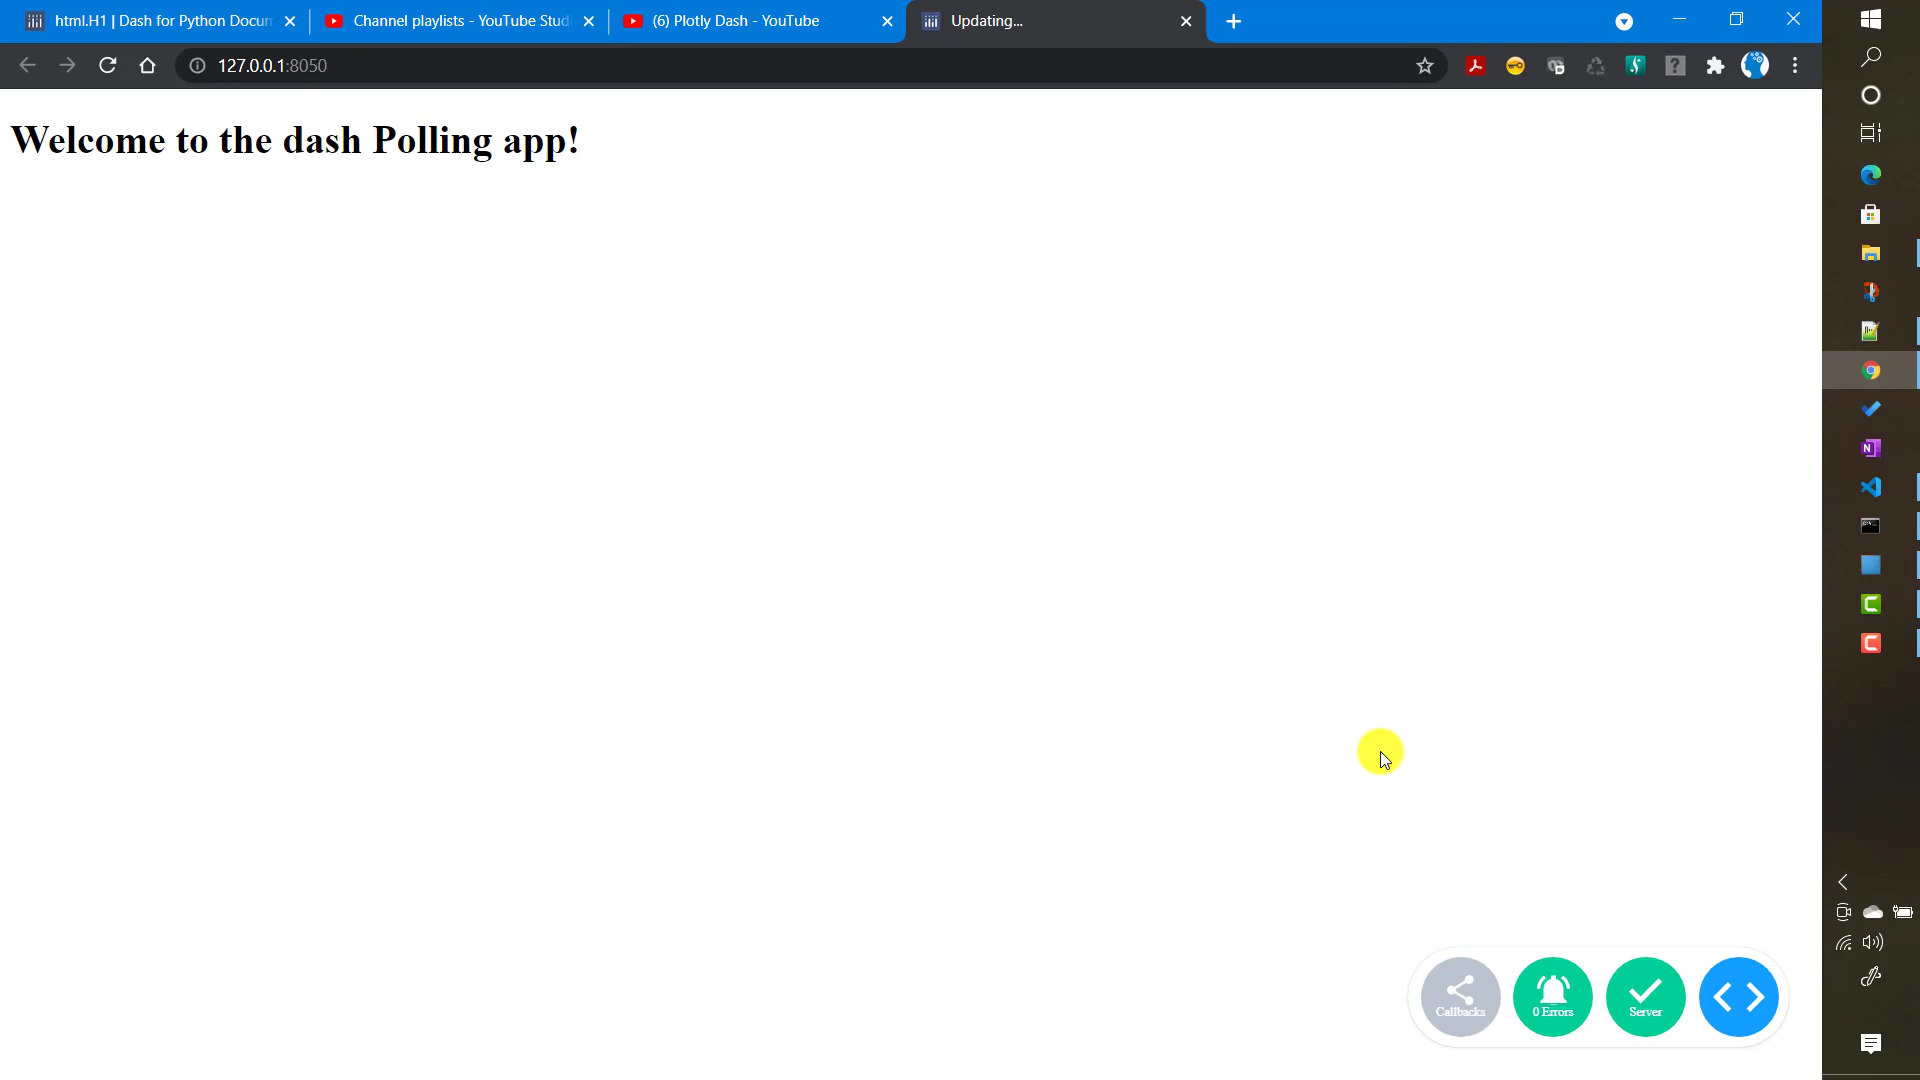 html.H1 | Dash for Python Docum
Channel playlists - YouTube Stud
(6) Plotly Dash - YouTube
Updating...
127.0.0.1:8050
Welcome to the dash Polling app!
Callbacks
0 Errors
Server